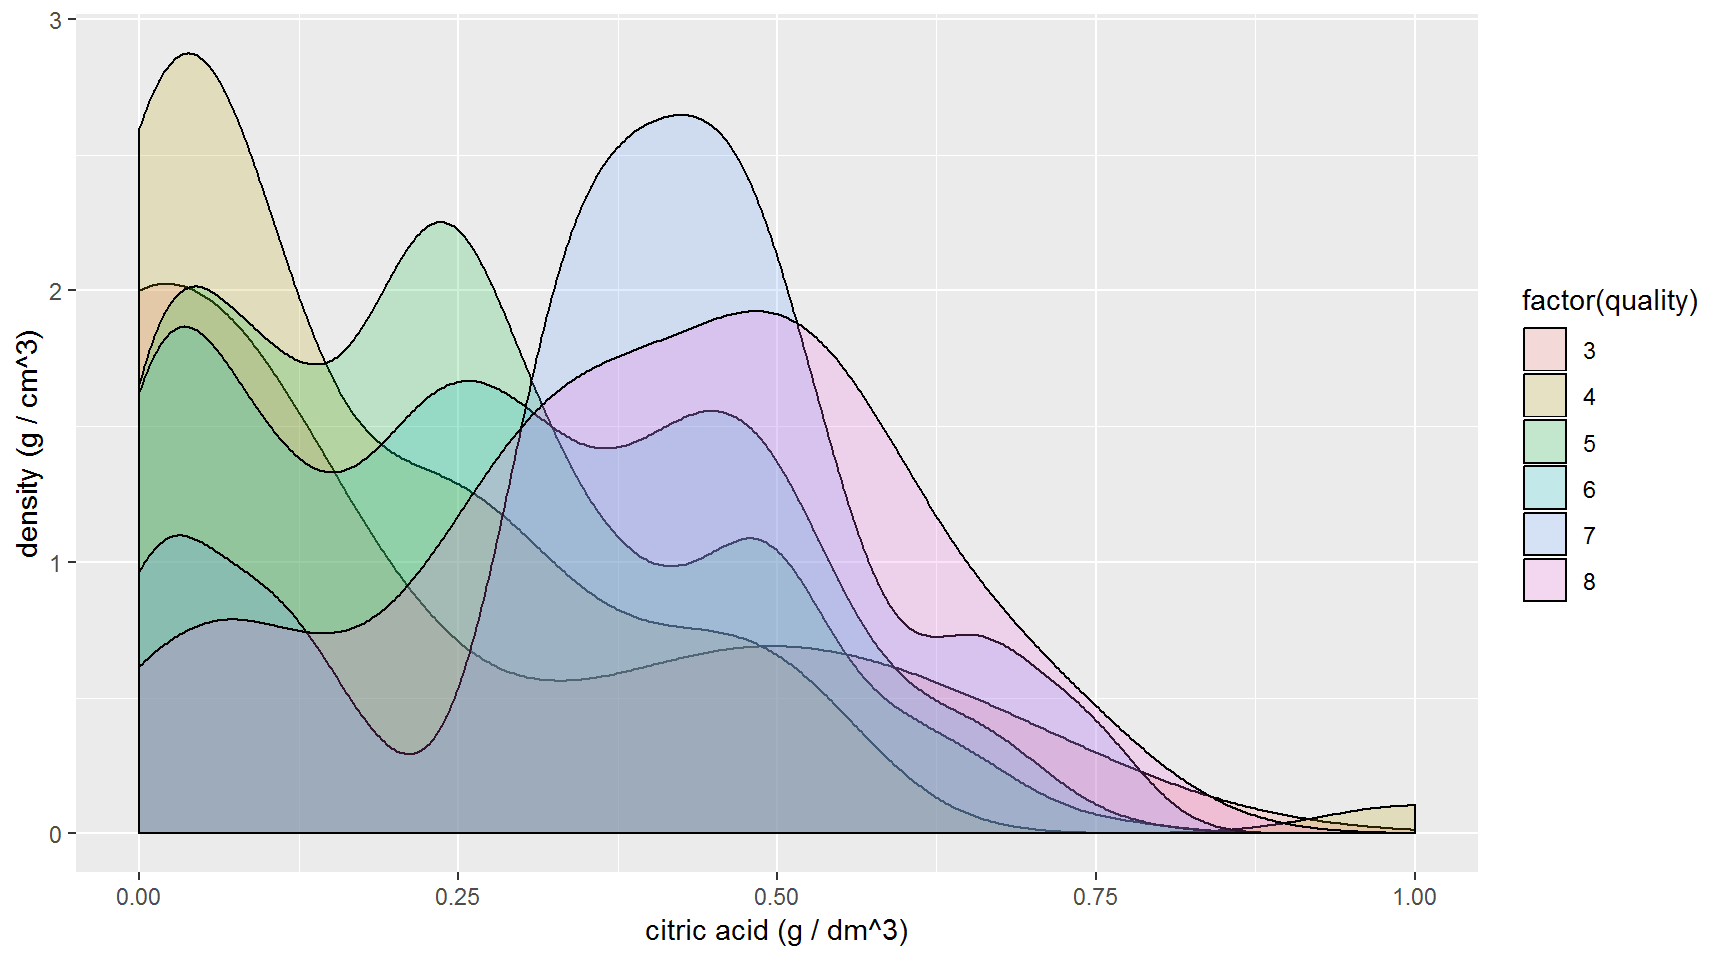 3
2
1
0
density (g / cm^3)
0.00 0.25 0.50 0.75 1.00
citric acid (g / dm^3)
factor(quality)
3
4
5
6
7
8